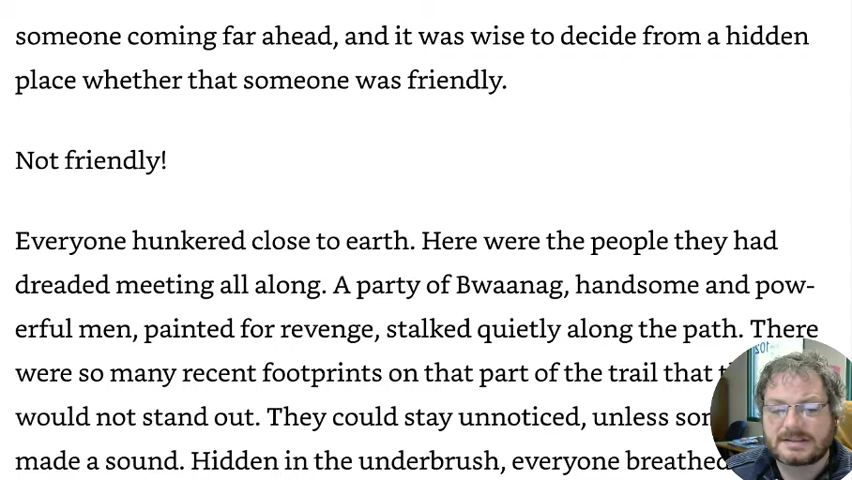 someone coming far ahead, and it was wise to decide from a hidden
place whether that someone was friendly.
Not friendly!
Everyone hunkered close to earth. Here were the people they had
dreaded meeting all along. A party of Bwaanag, handsome and pow-
erful men, painted for revenge, stalked quietly along the path. There
were so many recent footprints on that part of the trail that
would not stand out. They could stay unnoticed, unless
made a sound. Hidden in the underbrush, everyone breathed